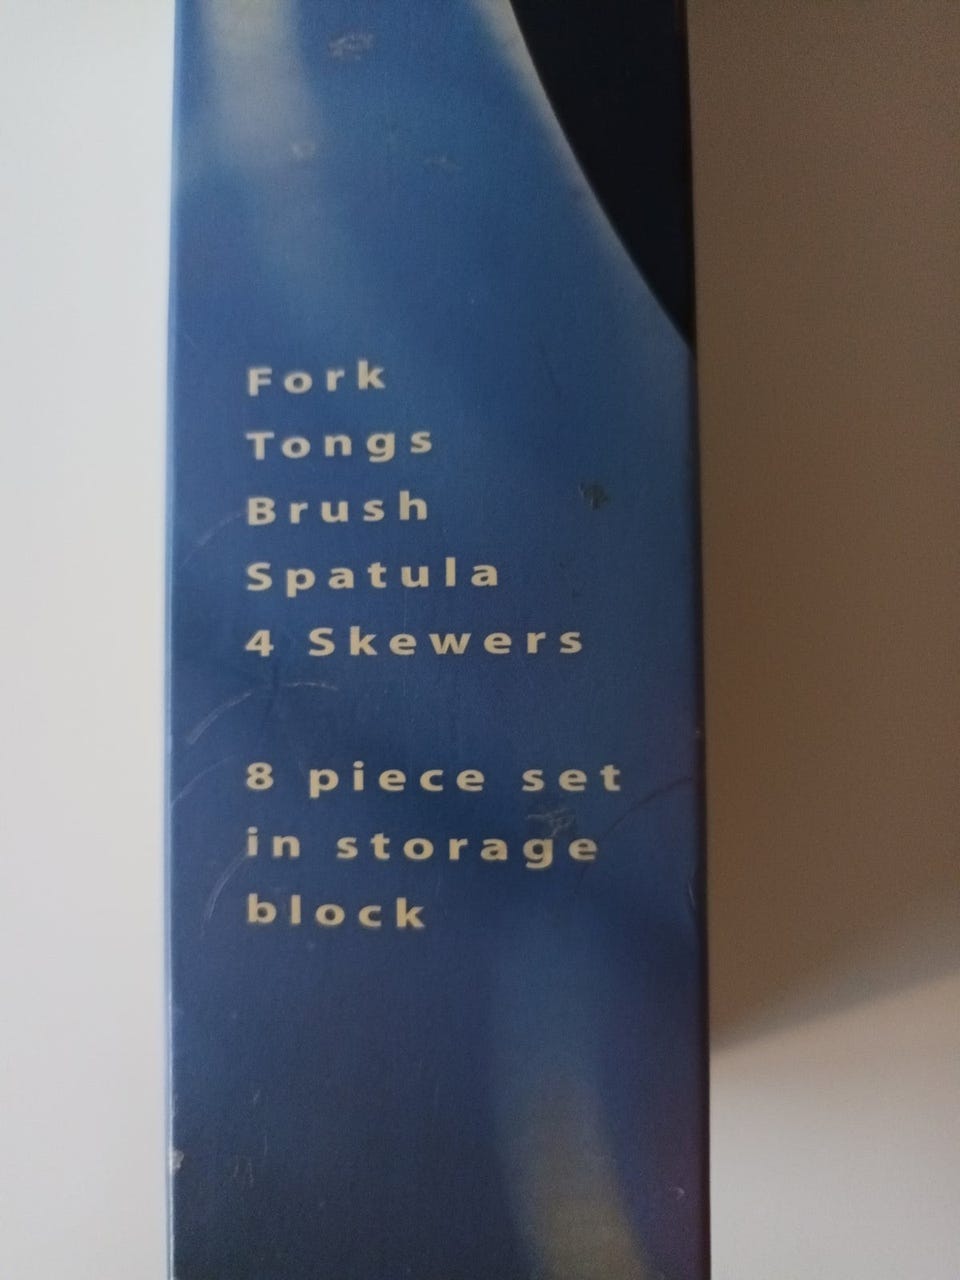 Fork
Tongs
Brush
Spatula
4 Skewers
8 piece set
in storage
block